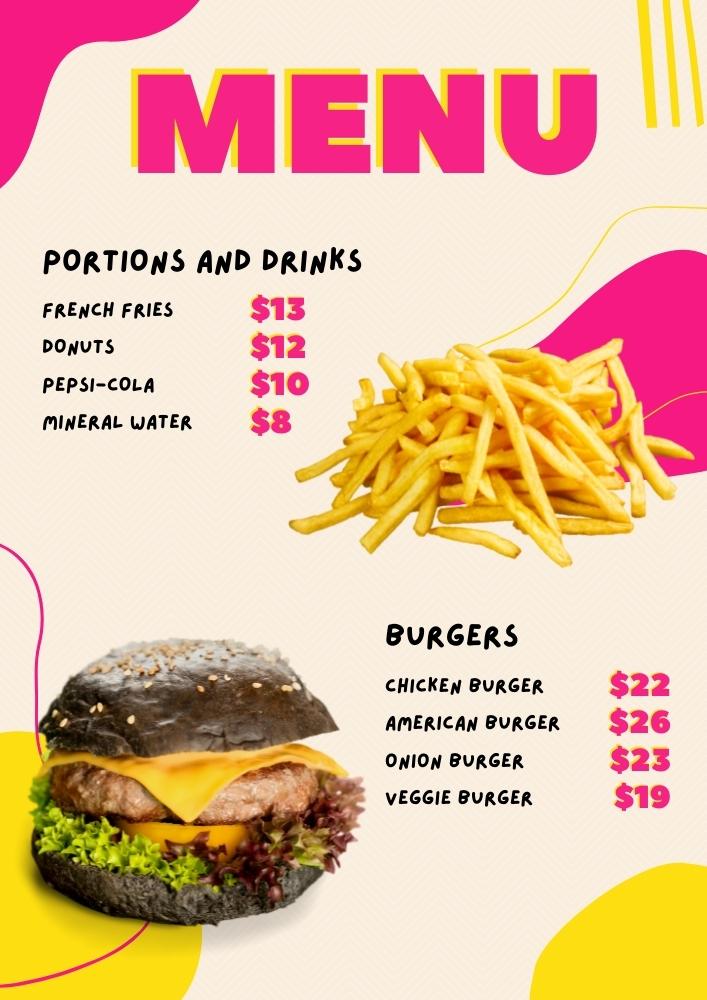 MENU
PORTIONS AND DRINKS
FRENCH FRIES $13
DONUTS $12
PEPSI-COLA $10
MINERAL WATER $8
BURGERS
CHICKEN BURGER $22
AMERICAN BURGER $26
ONION BURGER $23
VEGGIE BURGER $19